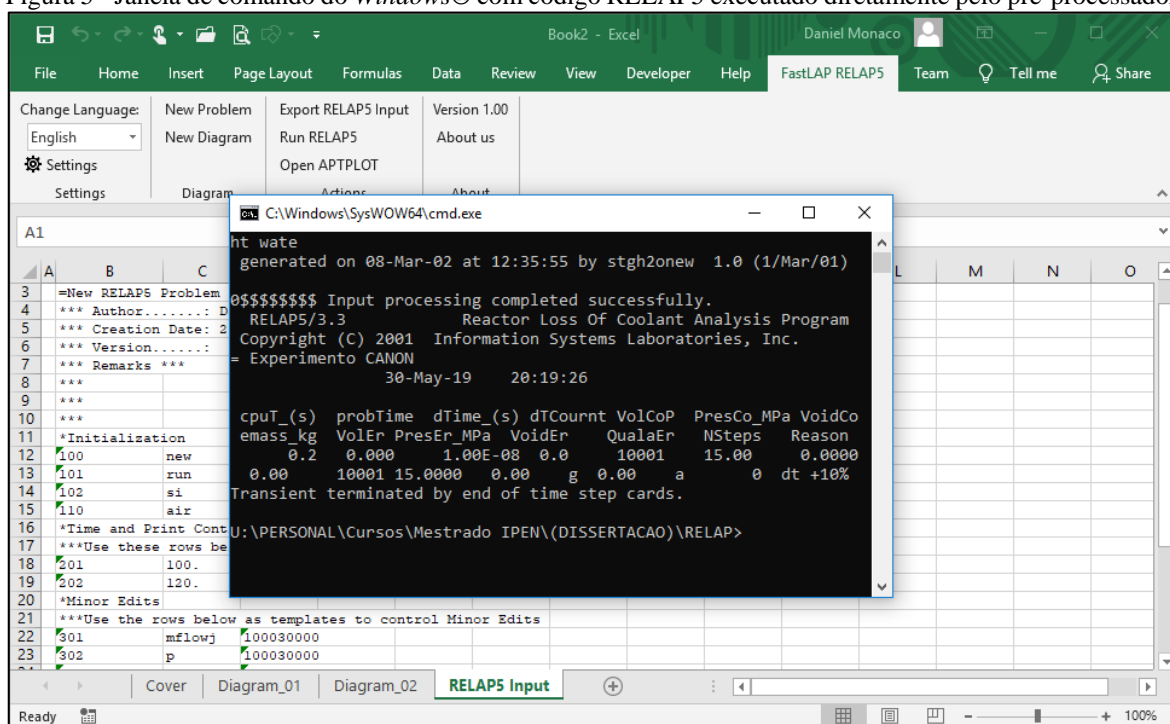 Figura 5 - Janela de comando do Windows® com código RELAP5 executado diretamente pelo pré-processador
Book2 - Excel Daniel Monaco
File Home Insert Page Layout Formulas Data Review View Developer Help FastLAP RELAP5 Team Tell me Share
Change Language: New Problem Export RELAP5 Input Version 1.00
English New Diagram Run RELAP5 About us
Settings Open APTPLOT
Settings Diagram Actions About
C:\Windows\SysWOW64\cmd.exe
A1
ht wate
generated on 08-Mar-02 at 12:35:55 by stgh2onew 1.0 (1/Mar/01)
0$$$$$$$$ Input processing completed successfully.
RELAP5/3.3 Reactor Loss Of Coolant Analysis Program
Copyright (C) 2001 Information Systems Laboratories, Inc.
= Experimento CANON
30-May-19 20:19:26
cpuT_(s) probTime dTime_(s) dTCournt VolCoP PresCo_MPa VoidCo
emass_kg VolEr PresEr_MPa VoidEr QualaEr NSteps Reason
0.2 0.000 1.00E-08 0.0 10001 15.00 0.0000
0.00 10001 15.0000 0.00 g 0.00 a 0 dt +10%
Transient terminated by end of time step cards.
U:\PERSONAL\Cursos\Mestrado IPEN\(DISSERTACAO)\RELAP>
A B C L M N O
3 =New RELAP5 Problem
4 *** Author.......: D
5 *** Creation Date: 2
6 *** Version......:
7 *** Remarks ***
8 ***
9 ***
10 ***
11 *Initialization
12 100 new
13 101 run
14 102 si
15 110 air
16 *Time and Print Cont
17 ***Use these rows be
18 201 100.
19 202 120.
20 *Minor Edits
21 ***Use the rows below as templates to control Minor Edits
22 301 mflowj 100030000
23 302 p 100030000
Cover Diagram_01 Diagram_02 RELAP5 Input
Ready 100%